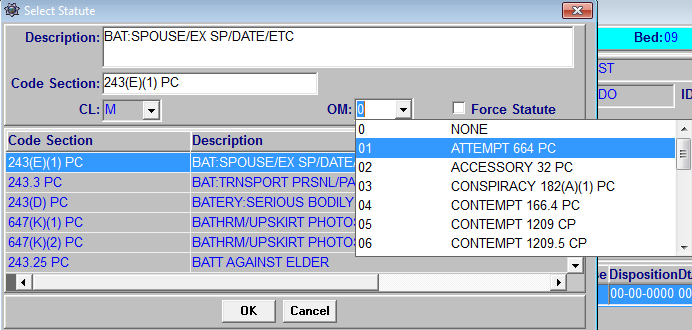 Select Statute
Description: BAT:SPOUSE/EX SP/DATE/ETC
Bed: 09
Code Section: 243(E)(1) PC
ST
CL: M OM: 0 Force Statute
DO ID
0 NONE
01 ATTEMPT 664 PC
02 ACCESSORY 32 PC
03 CONSPIRACY 182(A)(1) PC
04 CONTEMPT 166.4 PC
05 CONTEMPT 1209 CP
06 CONTEMPT 1209.5 CP
Code Section Description
243(E)(1) PC BAT:SPOUSE/EX SP/DATE/
243.3 PC BAT:TRNSPORT PRSNL/PA
243(D) PC BATERY:SERIOUS BODILY
647(K)(1) PC BATHRM/UPSKIRT PHOTOS
647(K)(2) PC BATHRM/UPSKIRT PHOTOS
243.25 PC BATT AGAINST ELDER
se DispositionDt
00-00-0000 00
OK Cancel